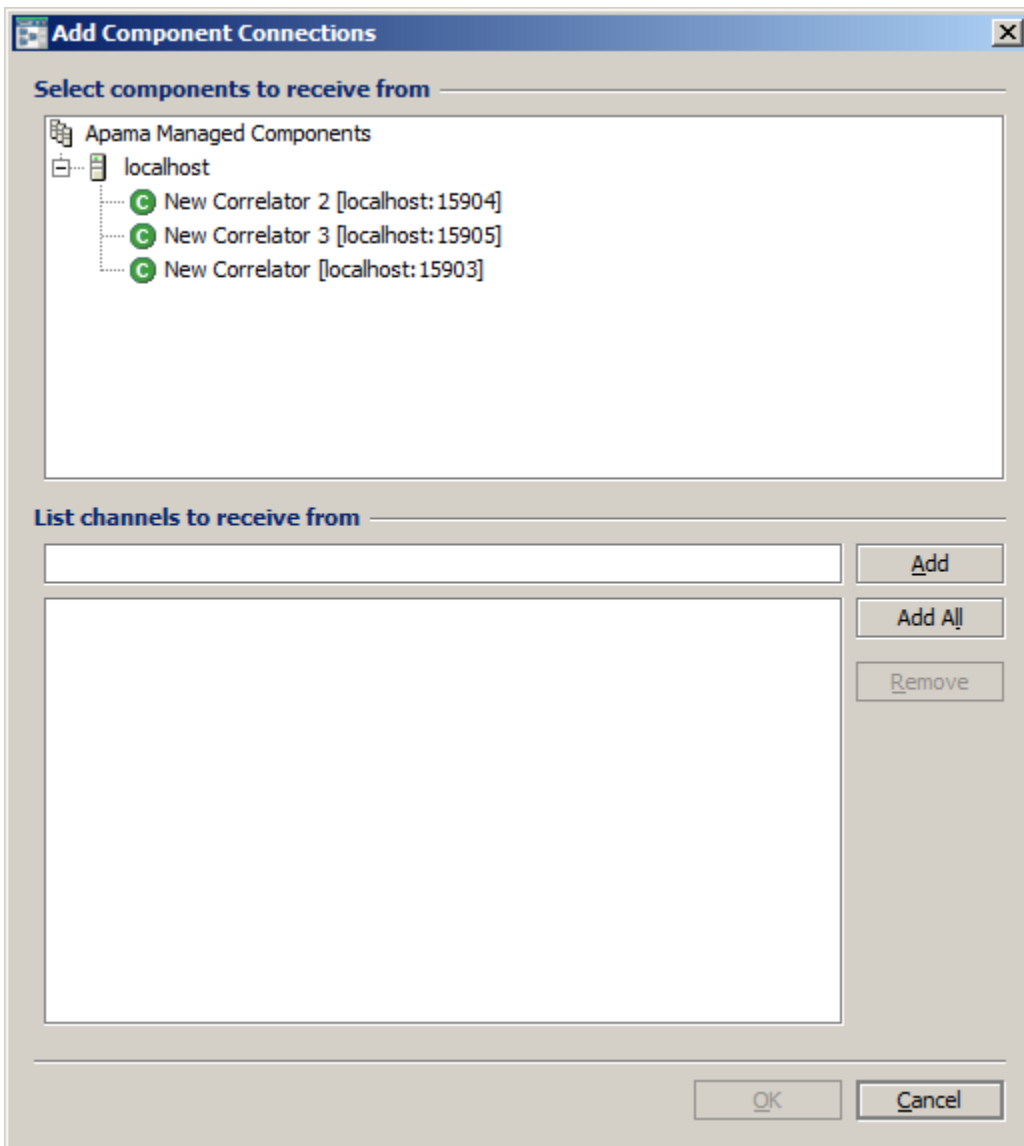 Add Component Connections
Select components to receive from
Apama Managed Components
localhost
New Correlator 2 [localhost:15904]
New Correlator 3 [localhost:15905]
New Correlator [localhost:15903]
List channels to receive from
Add
Add All
Remove
OK
Cancel